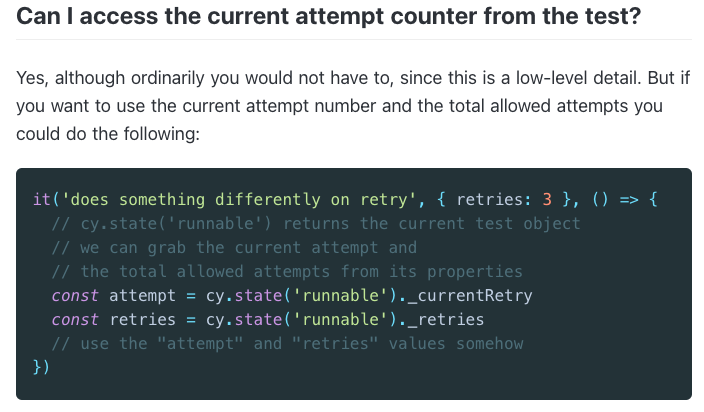 Can I access the current attempt counter from the test?
Yes, although ordinarily you would not have to, since this is a low-level detail. But if
you want to use the current attempt number and the total allowed attempts you
could do the following:
it('does something differently on retry', { retries: 3 }, () => {
  // cy.state('runnable') returns the current test object
  // we can grab the current attempt and
  // the total allowed attempts from its properties
  const attempt = cy.state('runnable')._currentRetry
  const retries = cy.state('runnable')._retries
  // use the "attempt" and "retries" values somehow
})